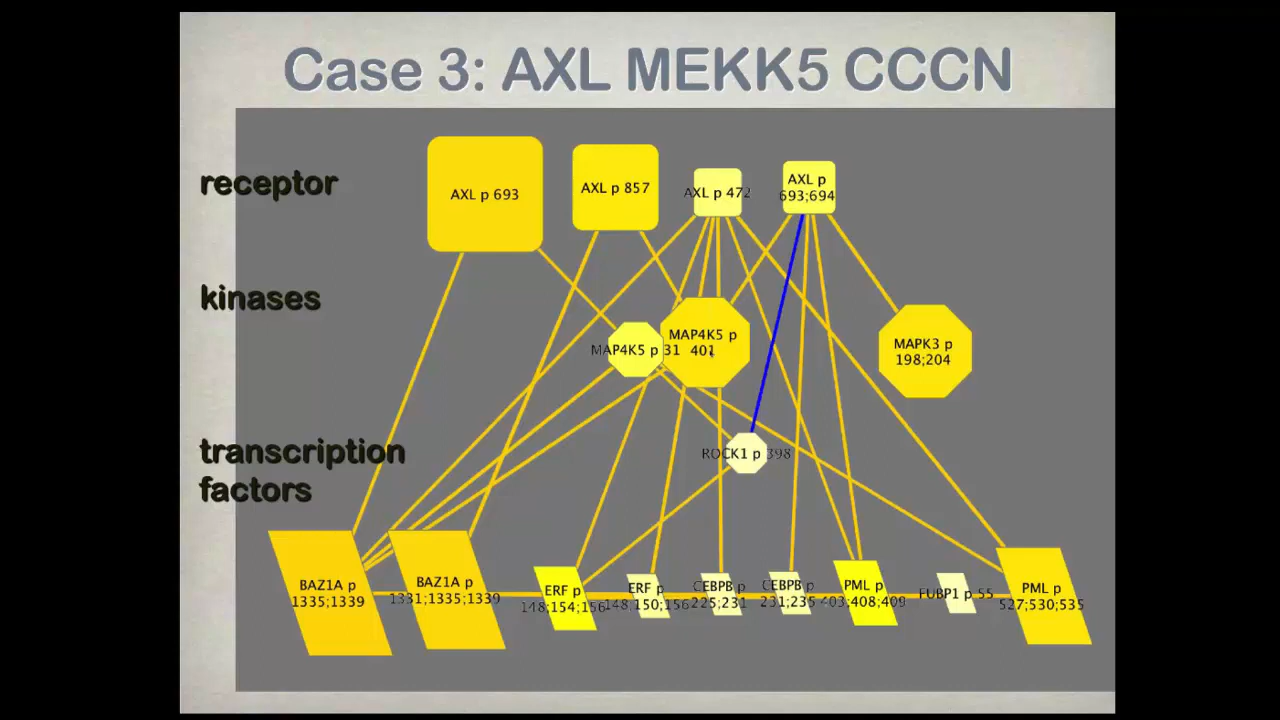 Case 3: AXL MEKK5 CCCN
receptor
AXL p 693
AXL p 857
AXL p 472
AXL p
693;694
kinases
MAP4K5 p 31
MAP4K5 p
401
MAPK3 p
198;204
transcription
factors
ROCK1 p 398
BAZ1A p
1335;1339
BAZ1A p
1331;1335;1339
ERF p
148;154;156
ERF p
148;150;156
CEBPB p
225;231
CEBPB p
231;235
PML p
403;408;409
FUBP1 p 55
PML p
527;530;535